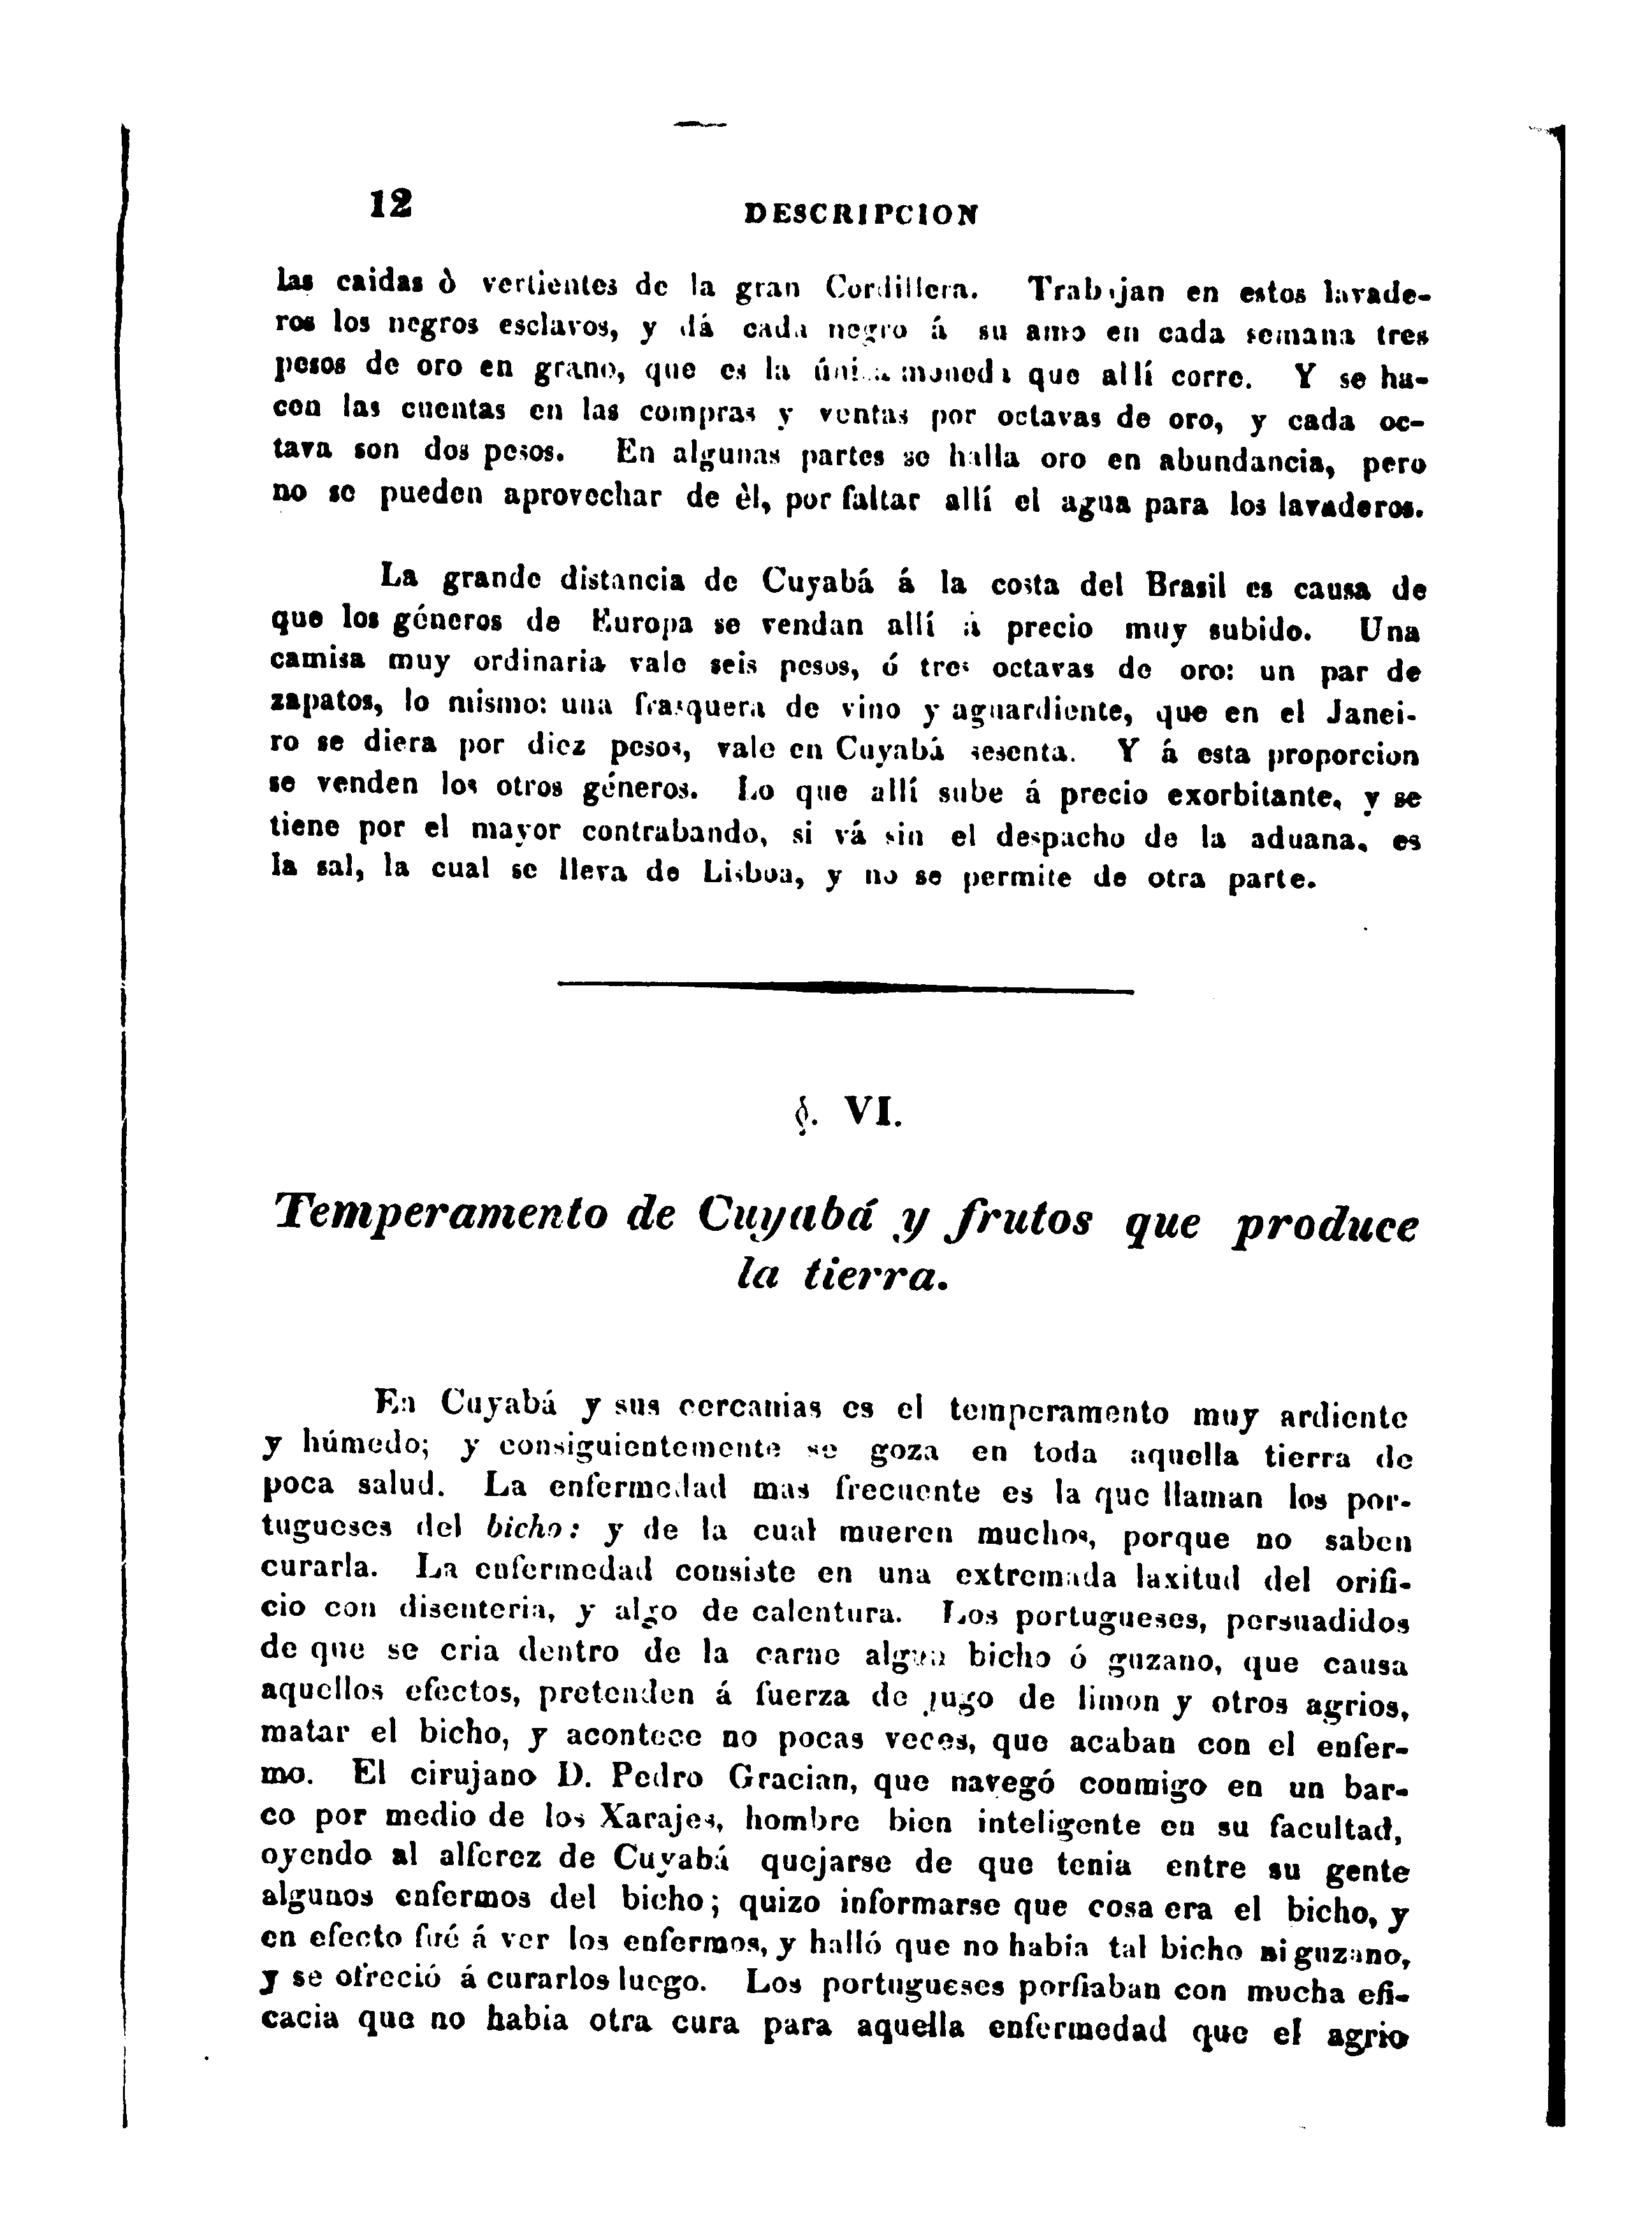 12 DESCRIPCION
las caidas ò vertientes de la gran Cordillera. Trabajan en estos lavade-
ros los negros esclavos, y dá cada negro á su amo en cada semana tres
pesos de oro en grano, que es la única moneda que allí corre. Y se ha-
cen las cuentas en las compras y ventas por octavas de oro, y cada oc-
tava son dos pesos. En algunas partes se halla oro en abundancia, pero
no se pueden aprovechar de èl, por faltar allí el agua para los lavaderos.
La grande distancia de Cuyabá á la costa del Brasil es causa de
que los géneros de Europa se vendan allí á precio muy subido. Una
camisa muy ordinaria vale seis pesos, ó tres octavas de oro: un par de
zapatos, lo mismo: una frasquera de vino y aguardiente, que en el Janei-
ro se diera por diez pesos, vale en Cuyabá sesenta. Y á esta proporcion
se venden los otros géneros. Lo que allí sube á precio exorbitante, y se
tiene por el mayor contrabando, si vá sin el despacho de la aduana, es
la sal, la cual se lleva de Lisboa, y no se permite de otra parte.
§. VI.
Temperamento de Cuyabá y frutos que produce
la tierra.
En Cuyabá y sus cercanias es el temperamento muy ardiente
y húmedo; y consiguientemente se goza en toda aquella tierra de
poca salud. La enfermedad mas frecuente es la que llaman los por-
tugueses del bicho: y de la cual mueren muchos, porque no saben
curarla. La enfermedad consiste en una extremada laxitud del orifi-
cio con disenteria, y algo de calentura. Los portugueses, persuadidos
de que se cria dentro de la carne algun bicho ó guzano, que causa
aquellos efectos, pretenden á fuerza de jugo de limon y otros agrios,
matar el bicho, y acontece no pocas veces, que acaban con el enfer-
mo. El cirujano D. Pedro Gracian, que navegó conmigo en un bar-
co por medio de los Xarajes, hombre bien inteligente en su facultad,
oyendo al alferez de Cuyabá quejarse de que tenia entre su gente
algunos enfermos del bicho; quizo informarse que cosa era el bicho, y
en efecto fué á ver los enfermos, y halló que no habia tal bicho ni guzano,
y se ofreció á curarlos luego. Los portugueses porfiaban con mucha efi-
cacia que no habia otra cura para aquella enfermedad que el agrio